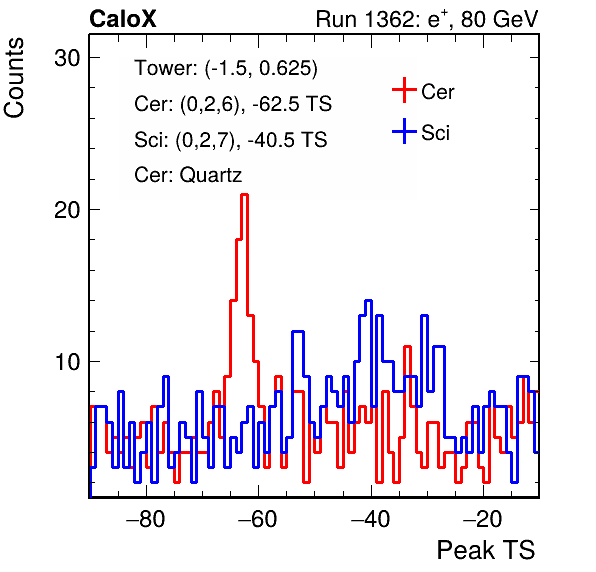 CaloX Run 1362: e⁺, 80 GeV
Counts
30
Tower: (-1.5, 0.625)
Cer: (0,2,6), -62.5 TS
Sci: (0,2,7), -40.5 TS
Cer: Quartz
Cer
Sci
20
10
−80 −60 −40 −20
Peak TS